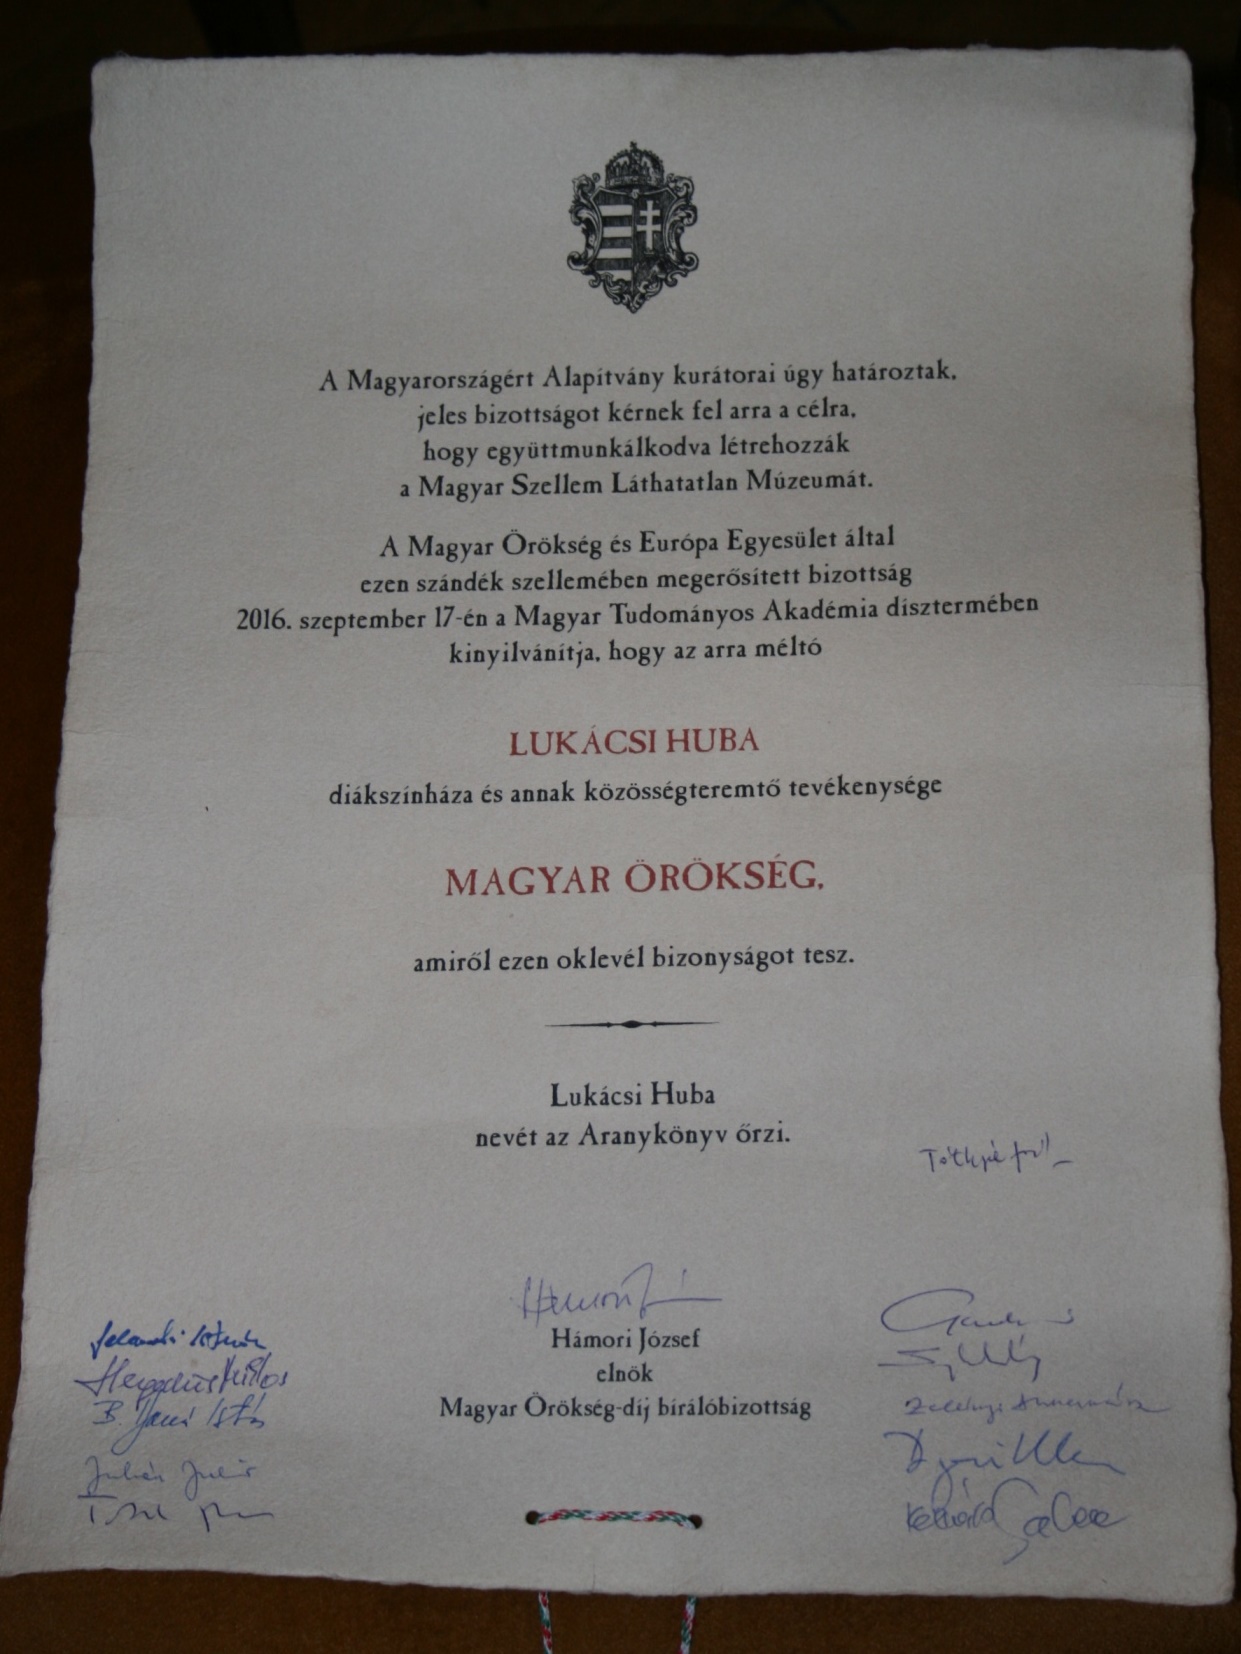 A Magyarországért Alapítvány kurátorai úgy határoztak,
jeles bizottságot kérnek fel arra a célra,
hogy együttmunkálkodva létrehozzák
a Magyar Szellem Láthatatlan Múzeumát.
A Magyar Örökség és Európa Egyesület által
ezen szándék szellemében megerősített bizottság
2016. szeptember 17-én a Magyar Tudományos Akadémia dísztermében
kinyilvánítja, hogy az arra méltó
LUKÁCSI HUBA
diákszínháza és annak közösségteremtő tevékenysége
MAGYAR ÖRÖKSÉG,
amiről ezen oklevél bizonyságot tesz.
Lukácsi Huba
nevét az Aranykönyv őrzi.
Hámori József
elnök
Magyar Örökség-díj bírálóbizottság